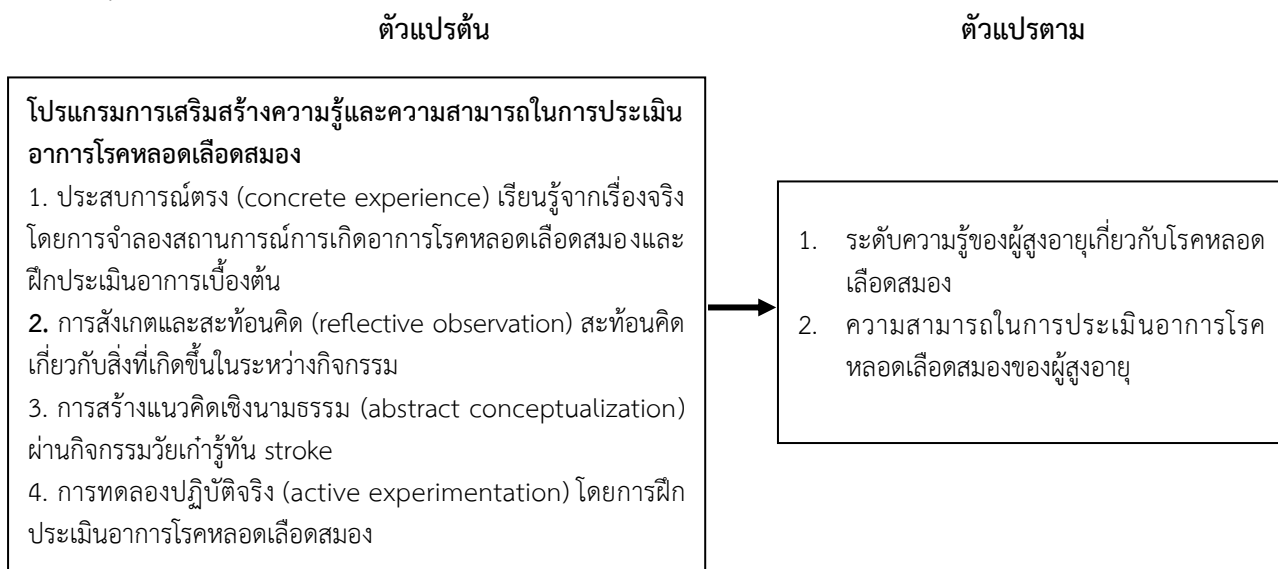 ตัวแปรต้น
ตัวแปรตาม
โปรแกรมการเสริมสร้างความรู้และความสามารถในการประเมิน
อาการโรคหลอดเลือดสมอง
1. ประสบการณ์ตรง (concrete experience) เรียนรู้จากเรื่องจริง
โดยการจำลองสถานการณ์การเกิดอาการโรคหลอดเลือดสมองและ
ฝึกประเมินอาการเบื้องต้น
2. การสังเกตและสะท้อนคิด (reflective observation) สะท้อนคิด
เกี่ยวกับสิ่งที่เกิดขึ้นในระหว่างกิจกรรม
3. การสร้างแนวคิดเชิงนามธรรม (abstract conceptualization)
ผ่านกิจกรรมวัยเก๋ารู้ทัน stroke
4. การทดลองปฏิบัติจริง (active experimentation) โดยการฝึก
ประเมินอาการโรคหลอดเลือดสมอง
1. ระดับความรู้ของผู้สูงอายุเกี่ยวกับโรคหลอด
เลือดสมอง
2. ความสามารถในการประเมินอาการโรค
หลอดเลือดสมองของผู้สูงอายุ